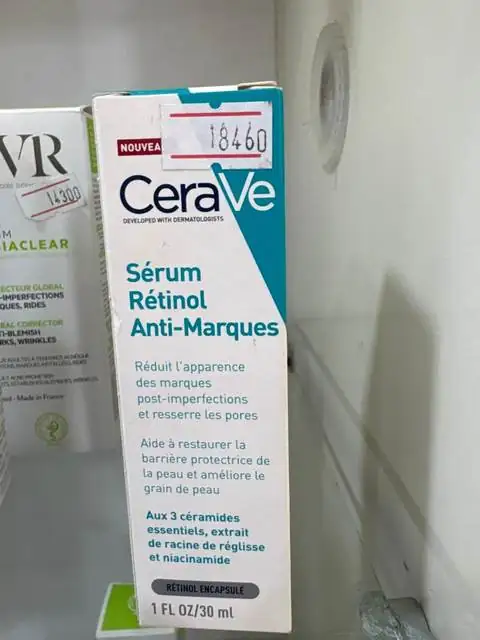 NOUVEA
18460
CeraVe
DEVELOPED WITH DERMATOLOGISTS
Sérum
Rétinol
Anti-Marques
Réduit l'apparence
des marques
post-imperfections
et resserre les pores
Aide à restaurer la
barrière protectrice de
la peau et améliore le
grain de peau
Aux 3 céramides
essentiels, extrait
de racine de réglisse
et niacinamide
RÉTINOL ENCAPSULÉ
1 FL OZ/30 ml
VR
14300
IACLEAR
ECTEUR GLOBAL
-IMPERFECTIONS
QUES, RIDES
BAL CORRECTOR
TI-BLEMISH
RKS, WRINKLES
Made in France